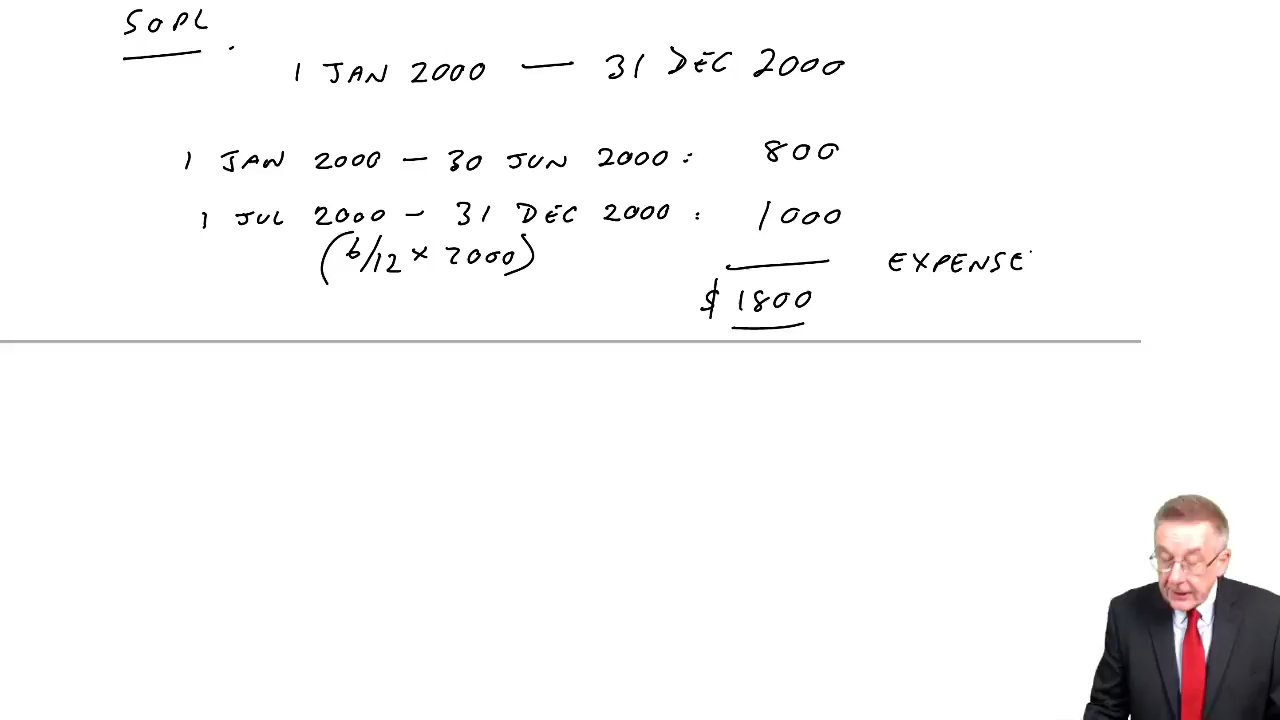 SOPL
1 JAN 2000 — 31 DEC 2000
1 JAN 2000 — 30 JUN 2000 : 800
1 JUL 2000 – 31 DEC 2000 : 1000
(6/12 × 2000)
EXPENSE
$ 1800